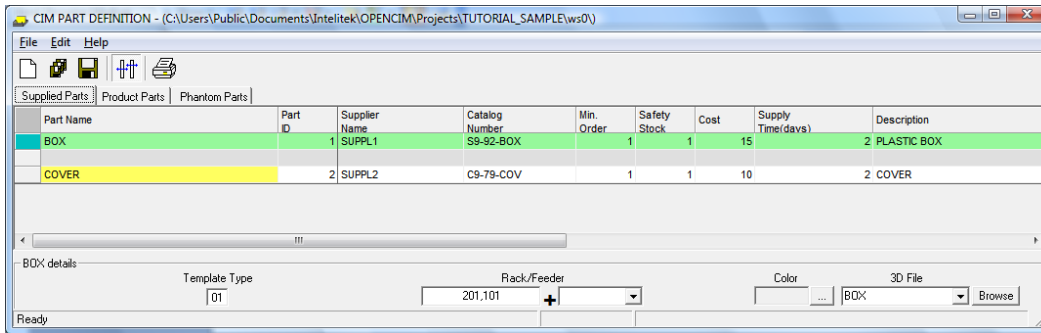 CIM PART DEFINITION - (C:\Users\Public\Documents\Intelitek\OPENCIM\Projects\TUTORIAL_SAMPLE\ws0\)
File Edit Help
Supplied Parts Product Parts Phantom Parts
Part Name Part ID Supplier Name Catalog Number Min. Order Safety Stock Cost Supply Time(days) Description
BOX 1 SUPPL1 S9-92-BOX 1 1 15 2 PLASTIC BOX
COVER 2 SUPPL2 C9-79-COV 1 1 10 2 COVER
BOX details
Template Type Rack/Feeder Color 3D File
01 201,101 + ... BOX Browse
Ready